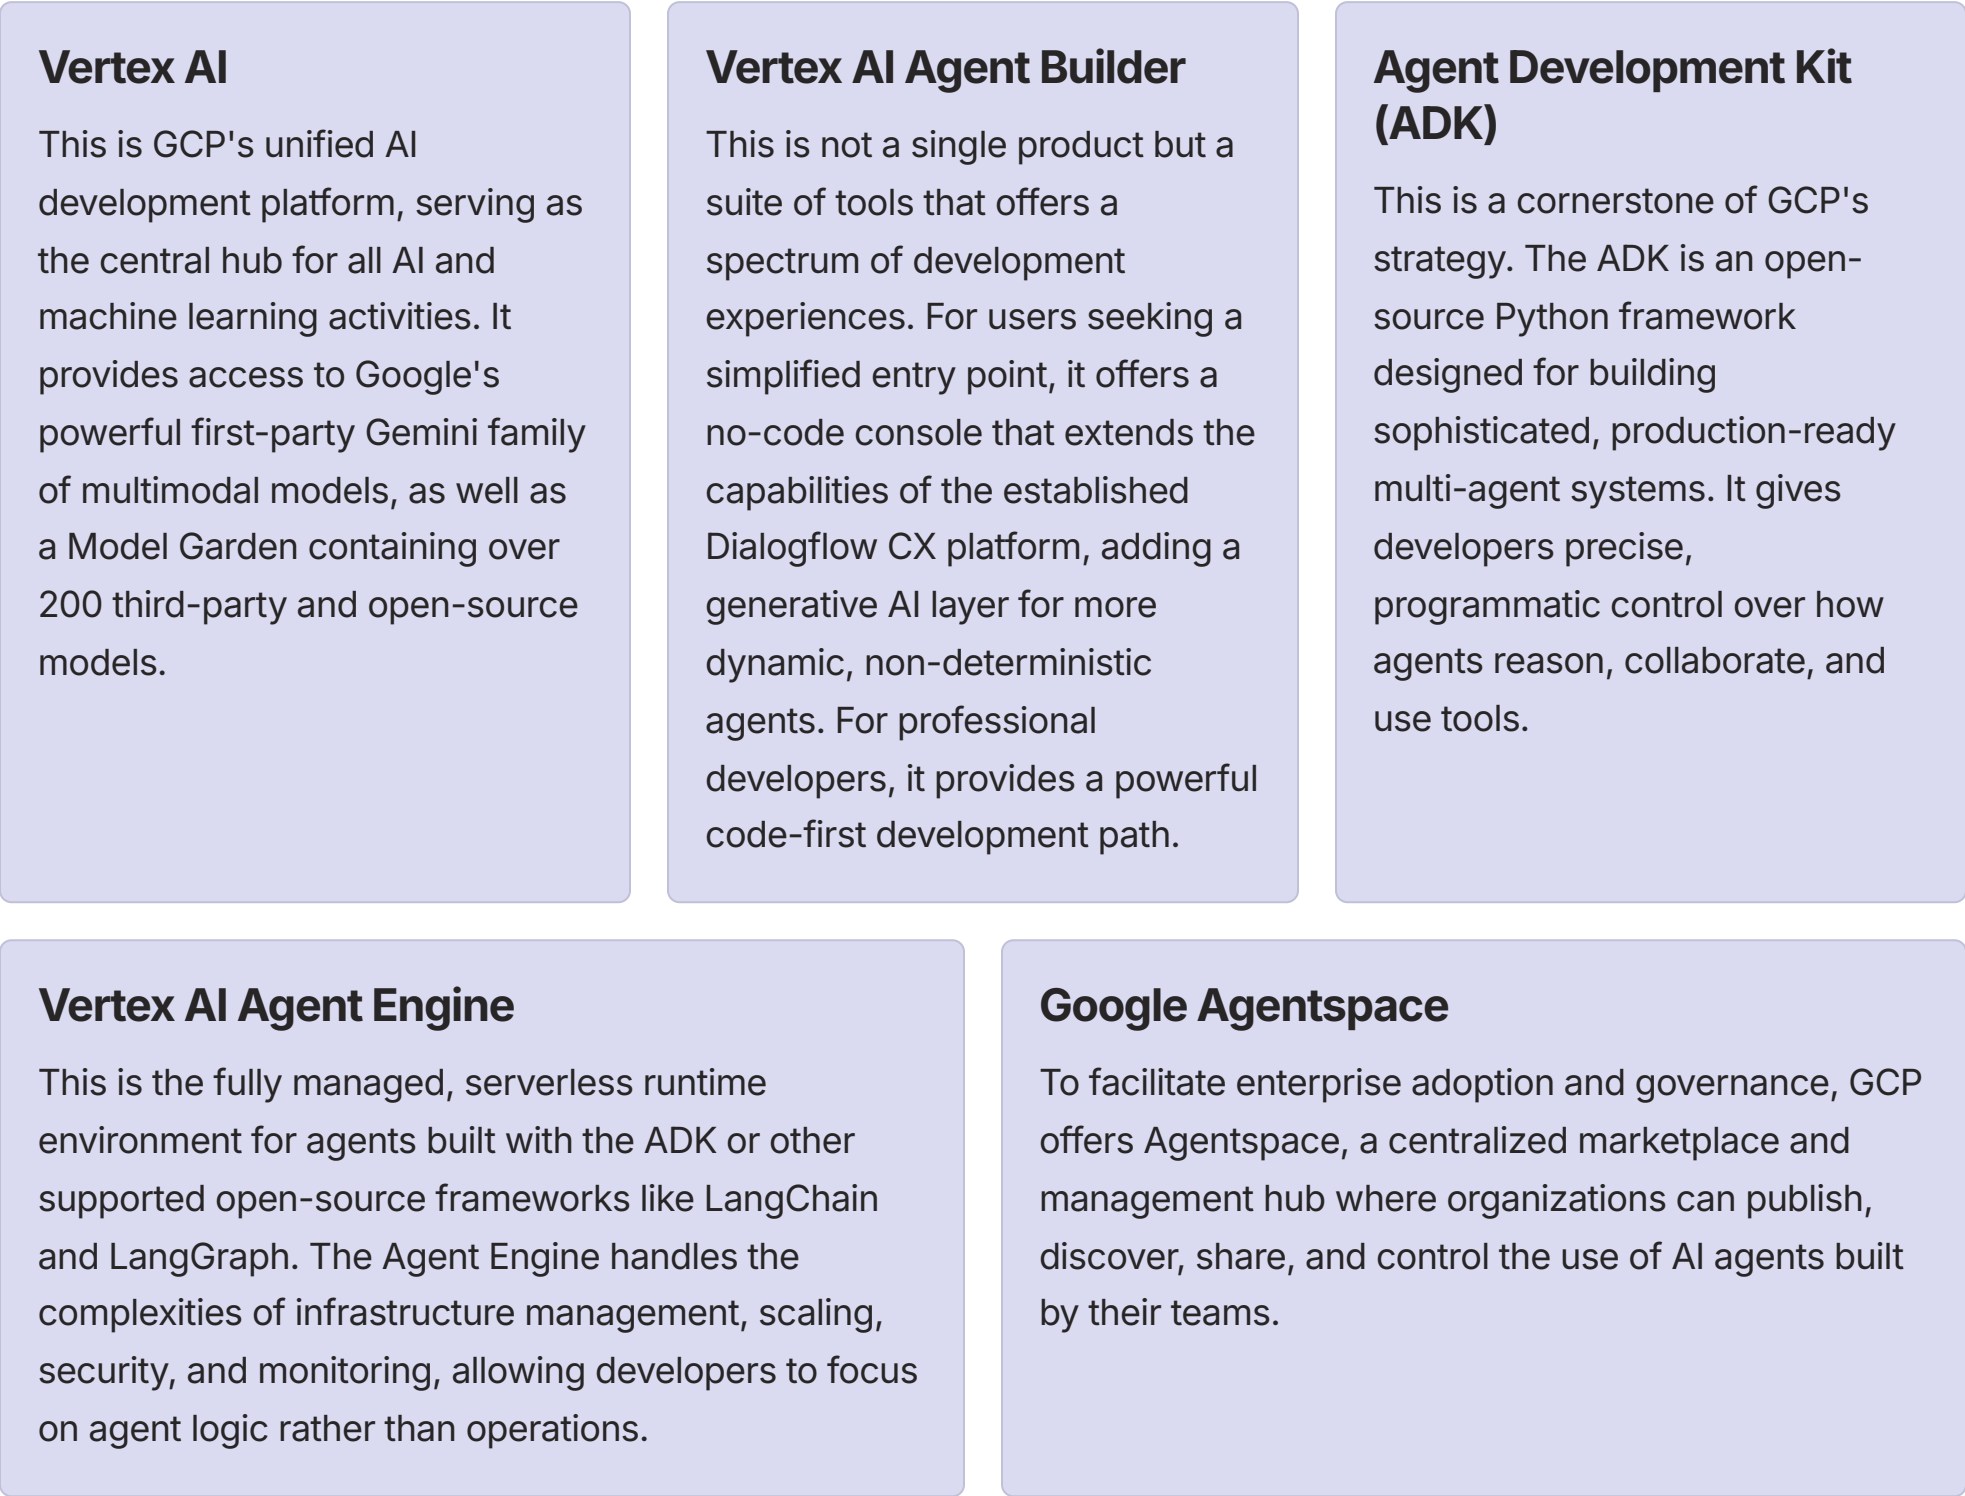 Vertex AI
This is GCP's unified AI
development platform, serving as
the central hub for all AI and
machine learning activities. It
provides access to Google's
powerful first-party Gemini family
of multimodal models, as well as
a Model Garden containing over
200 third-party and open-source
models.
Vertex AI Agent Builder
This is not a single product but a
suite of tools that offers a
spectrum of development
experiences. For users seeking a
simplified entry point, it offers a
no-code console that extends the
capabilities of the established
Dialogflow CX platform, adding a
generative AI layer for more
dynamic, non-deterministic
agents. For professional
developers, it provides a powerful
code-first development path.
Agent Development Kit
(ADK)
This is a cornerstone of GCP's
strategy. The ADK is an open-
source Python framework
designed for building
sophisticated, production-ready
multi-agent systems. It gives
developers precise,
programmatic control over how
agents reason, collaborate, and
use tools.
Vertex AI Agent Engine
This is the fully managed, serverless runtime
environment for agents built with the ADK or other
supported open-source frameworks like LangChain
and LangGraph. The Agent Engine handles the
complexities of infrastructure management, scaling,
security, and monitoring, allowing developers to focus
on agent logic rather than operations.
Google Agentspace
To facilitate enterprise adoption and governance, GCP
offers Agentspace, a centralized marketplace and
management hub where organizations can publish,
discover, share, and control the use of AI agents built
by their teams.